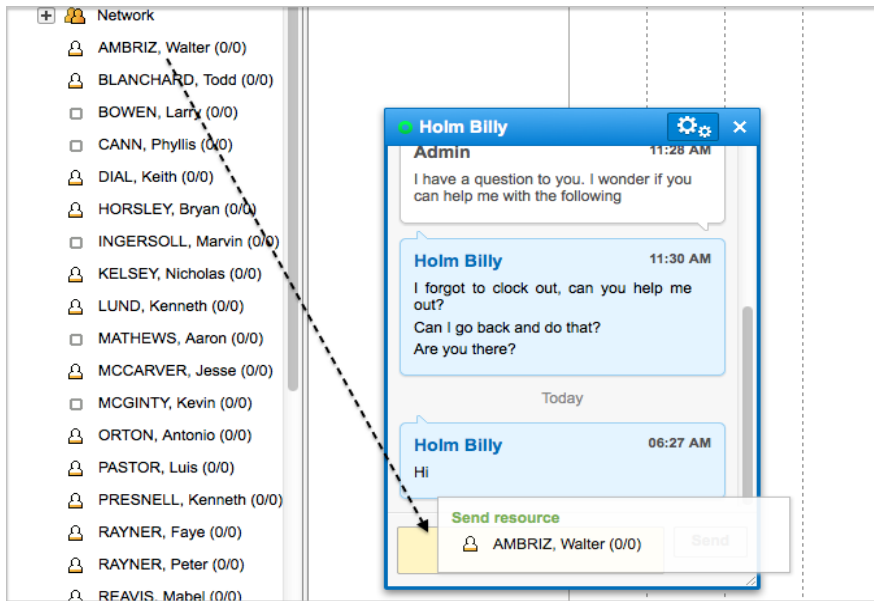 Network
AMBRIZ, Walter (0/0)
BLANCHARD, Todd (0/0)
BOWEN, Larry (0/0)
CANN, Phyllis (0/0)
DIAL, Keith (0/0)
HORSLEY, Bryan (0/0)
INGERSOLL, Marvin (0/0)
KELSEY, Nicholas (0/0)
LUND, Kenneth (0/0)
MATHEWS, Aaron (0/0)
MCCARVER, Jesse (0/0)
MCGINTY, Kevin (0/0)
ORTON, Antonio (0/0)
PASTOR, Luis (0/0)
PRESNELL, Kenneth (0/0)
RAYNER, Faye (0/0)
RAYNER, Peter (0/0)
REAVIS, Mabel (0/0)
Holm Billy
Admin 11:28 AM
I have a question to you. I wonder if you
can help me with the following
Holm Billy 11:30 AM
I forgot to clock out, can you help me
out?
Can I go back and do that?
Are you there?
Today
Holm Billy 06:27 AM
Hi
Send resource
AMBRIZ, Walter (0/0)
Send